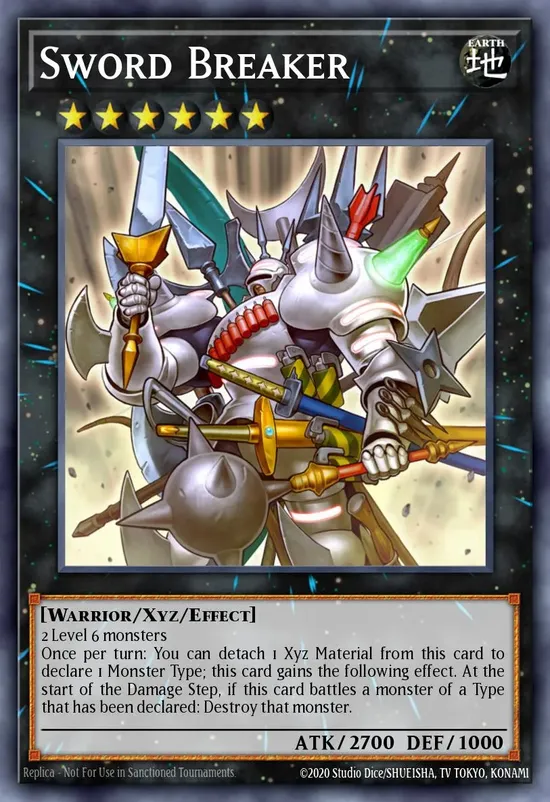 Sword Breaker
EARTH
地
[Warrior/Xyz/Effect]
2 Level 6 monsters
Once per turn: You can detach 1 Xyz Material from this card to
declare 1 Monster Type; this card gains the following effect. At the
start of the Damage Step, if this card battles a monster of a Type
that has been declared: Destroy that monster.
ATK/2700 DEF/1000
Replica - Not For Use in Sanctioned Tournaments. ©2020 Studio Dice/SHUEISHA, TV TOKYO, KONAMI